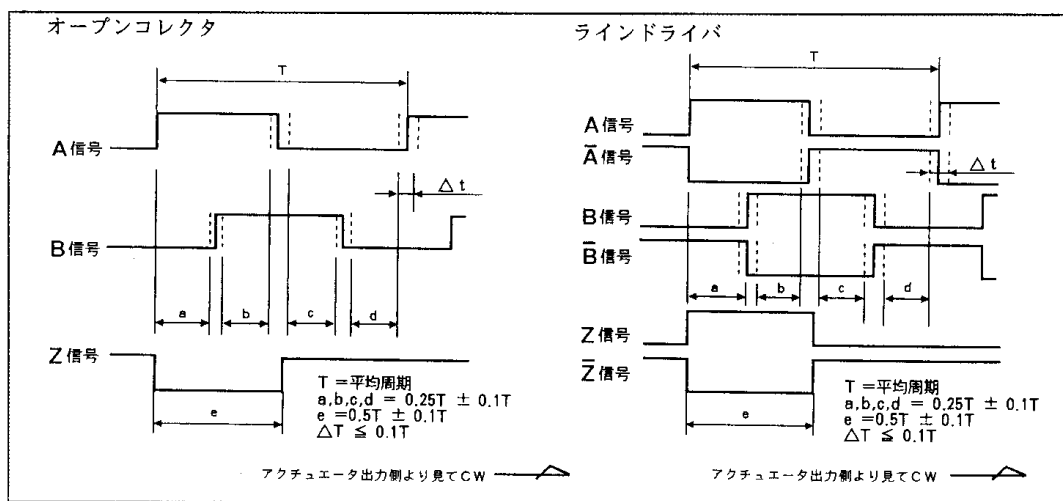 オープンコレクタ
T
A信号
△t
B信号
a
b
c
d
Z信号
e
T =平均周期
a,b,c,d = 0.25T ± 0.1T
e =0.5T ± 0.1T
△T ≦ 0.1T
アクチュエータ出力側より見てCW
ラインドライバ
T
A信号
A̅信号
△t
B信号
B̅信号
a
b
c
d
Z信号
Z̅信号
e
T =平均周期
a,b,c,d = 0.25T ± 0.1T
e =0.5T ± 0.1T
△T ≦ 0.1T
アクチュエータ出力側より見てCW